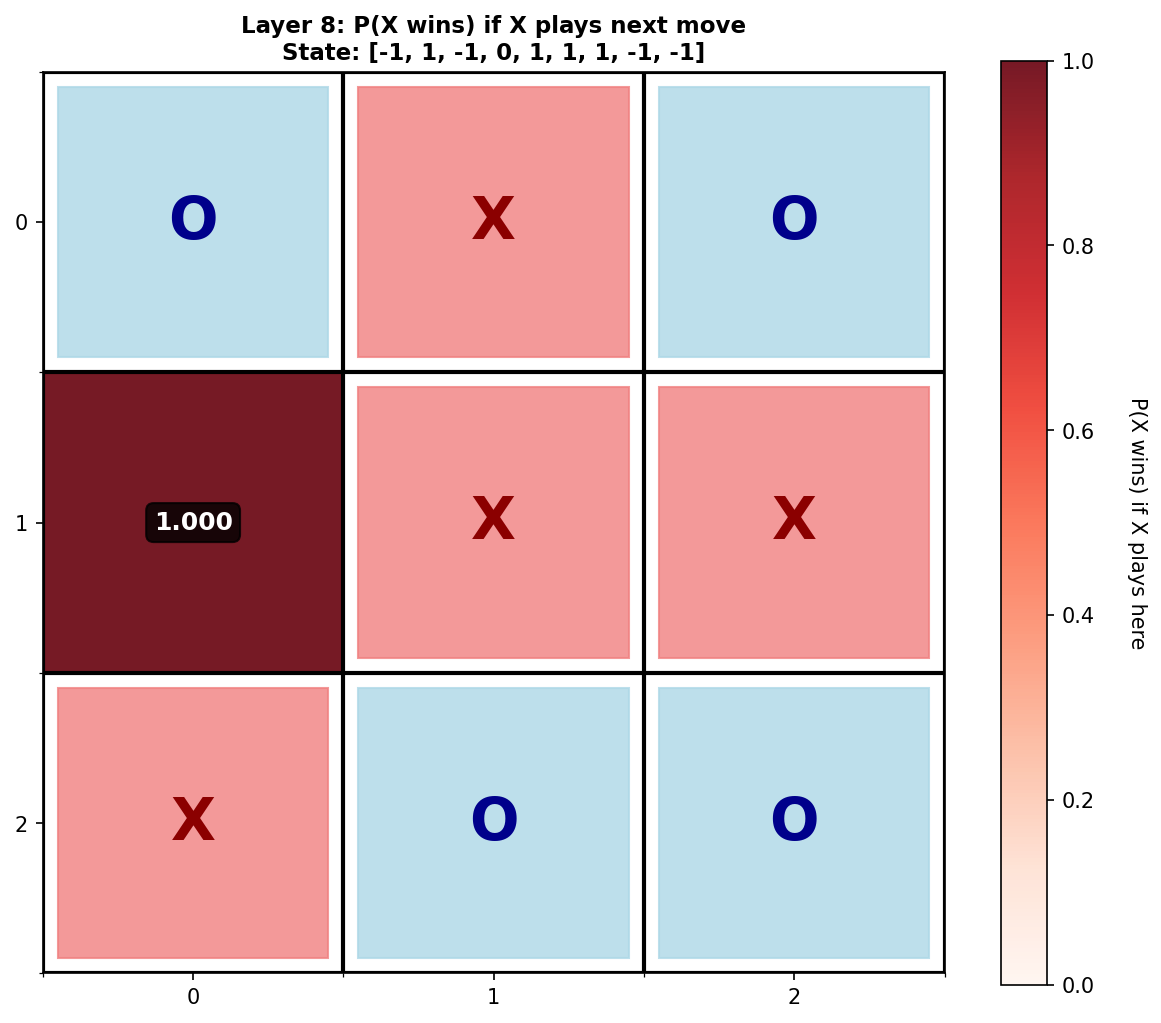 Layer 8: P(X wins) if X plays next move
State: [-1, 1, -1, 0, 1, 1, 1, -1, -1]
0
O
X
O
1
1.000
X
X
2
X
O
O
0
1
2
1.0
0.8
0.6
0.4
0.2
0.0
P(X wins) if X plays here